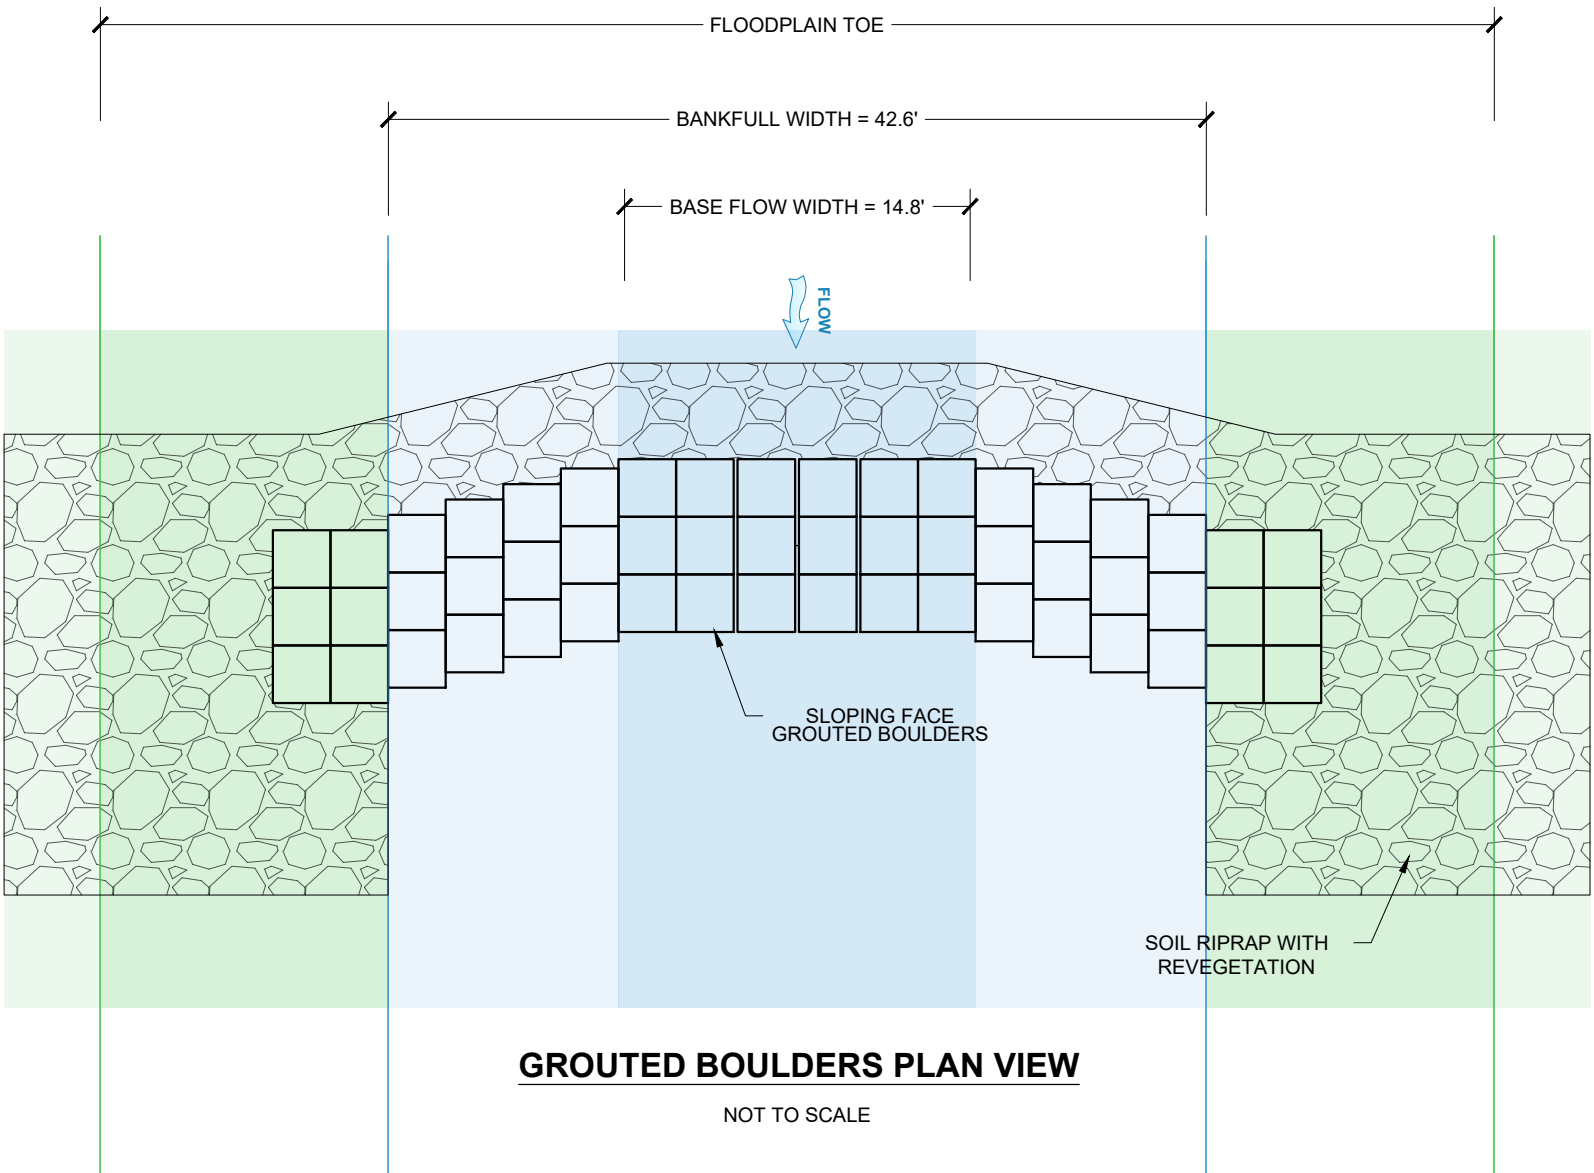 FLOODPLAIN TOE
BANKFULL WIDTH = 42.6'
BASE FLOW WIDTH = 14.8'
FLOW
SLOPING FACE
GROUTED BOULDERS
SOIL RIPRAP WITH
REVEGETATION
GROUTED BOULDERS PLAN VIEW
NOT TO SCALE